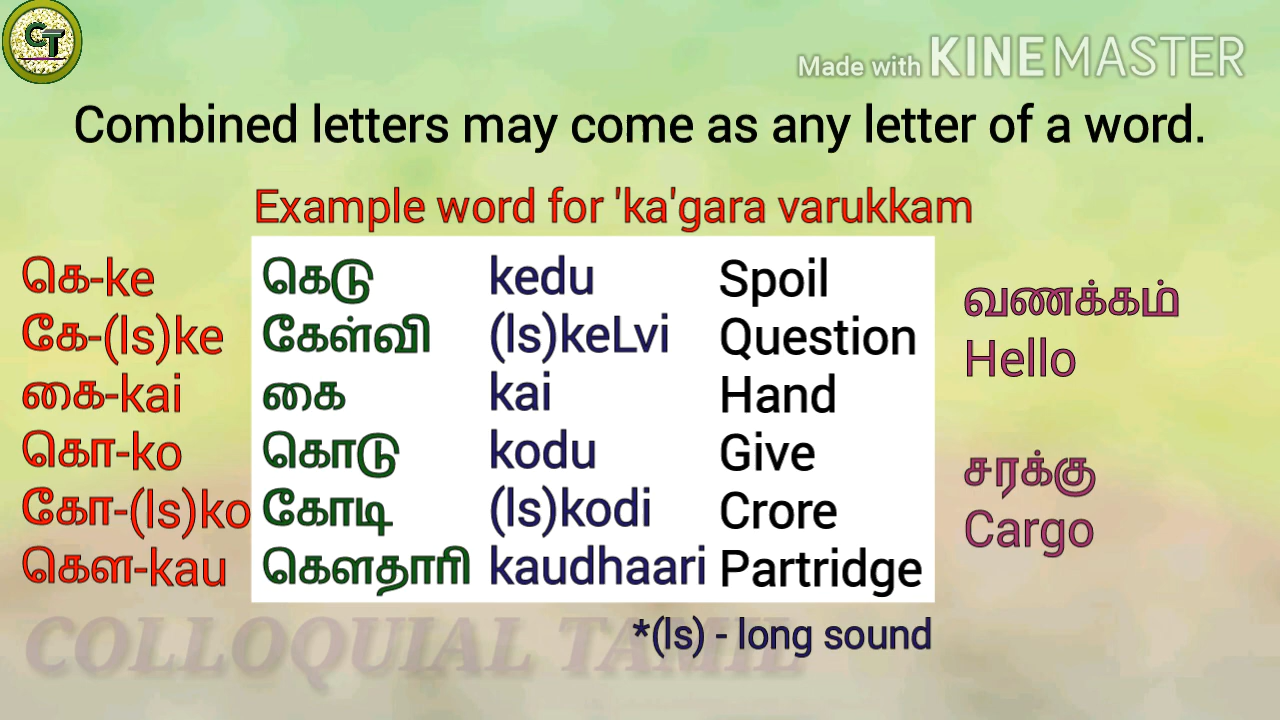 CT
Made with KINEMASTER
Combined letters may come as any letter of a word.
Example word for 'ka'gara varukkam
கெ-ke கெடு kedu Spoil
கே-(ls)ke கேள்வி (ls)keLvi Question
கை-kai கை kai Hand
கொ-ko கொடு kodu Give
கோ-(ls)ko கோடி (ls)kodi Crore
கௌ-kau கௌதாரி kaudhaari Partridge
வணக்கம்
Hello
சரக்கு
Cargo
*(ls) - long sound
COLLOQUIAL TAMIL